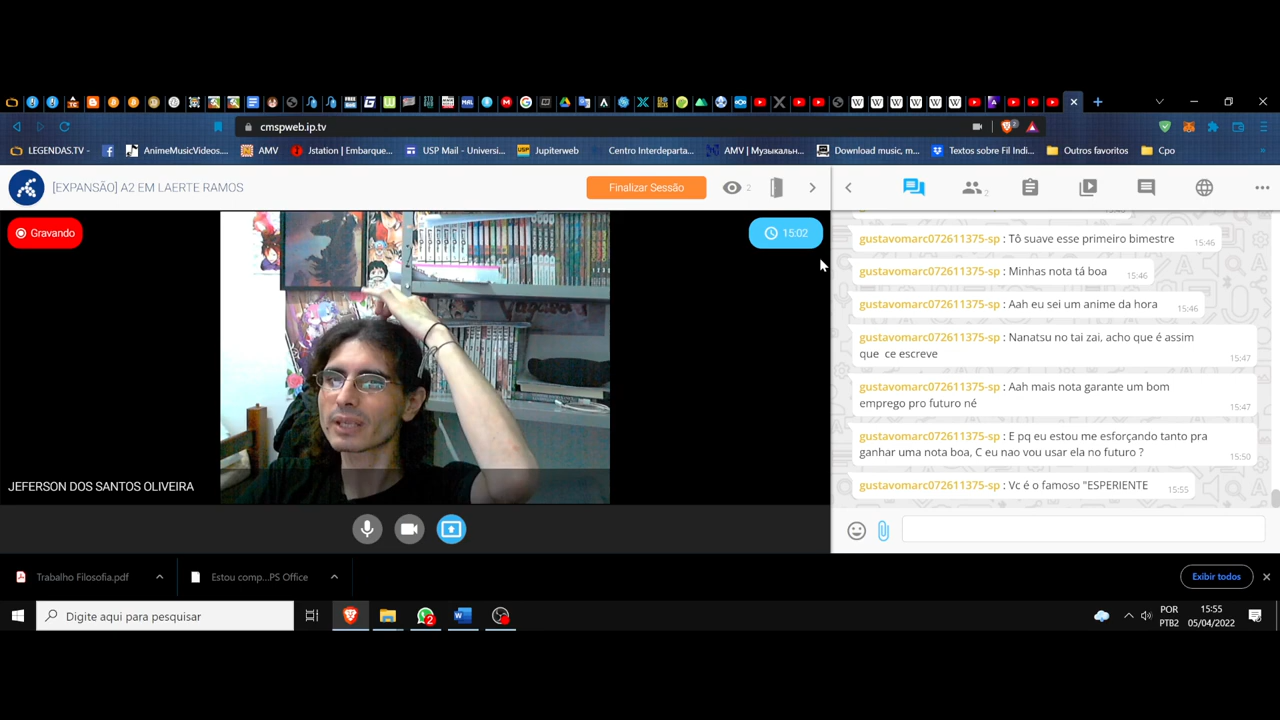 cmspweb.ip.tv
LEGENDAS.TV -
AnimeMusicVideos...
AMV
Jstation | Embarque...
USP Mail - Universi...
Jupiterweb
Centro Interdeparta...
AMV | Музыкальн...
Download music, m...
Textos sobre Fil Indi...
Outros favoritos
Cpo
[EXPANSÃO] A2 EM LAERTE RAMOS
Finalizar Sessão
2
2
Gravando
15:02
JEFERSON DOS SANTOS OLIVEIRA
gustavomarc072611375-sp : Tô suave esse primeiro bimestre
15:46
gustavomarc072611375-sp : Minhas nota tá boa
15:46
gustavomarc072611375-sp : Aah eu sei um anime da hora
15:46
gustavomarc072611375-sp : Nanatsu no tai zai, acho que é assim
que ce escreve
15:47
gustavomarc072611375-sp : Aah mais nota garante um bom
emprego pro futuro né
15:47
gustavomarc072611375-sp : E pq eu estou me esforçando tanto pra
ganhar uma nota boa, C eu nao vou usar ela no futuro ?
15:50
gustavomarc072611375-sp : Vc é o famoso "ESPERIENTE
15:55
Trabalho Filosofia.pdf
Estou comp...PS Office
Exibir todos
Digite aqui para pesquisar
2
POR
PTB2
15:55
05/04/2022